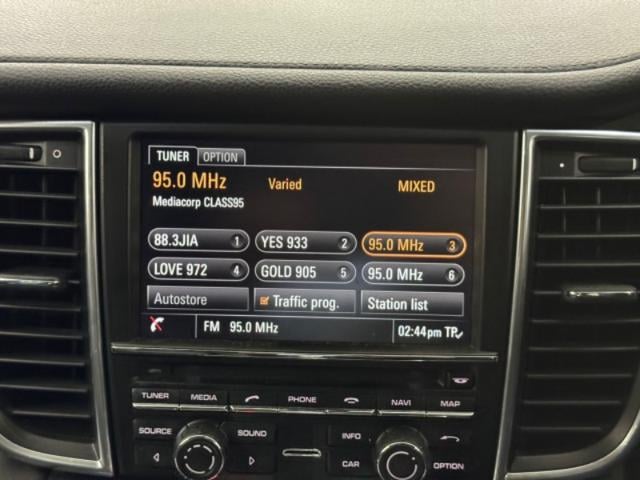 TUNER OPTION
95.0 MHz Varied MIXED
Mediacorp CLASS95
88.3JIA 1 YES 933 2 95.0 MHz 3
LOVE 972 4 GOLD 905 5 95.0 MHz 6
Autostore Traffic prog. Station list
FM 95.0 MHz 02:44pm TP
TUNER MEDIA PHONE NAVI MAP
SOURCE SOUND INFO
CAR OPTION